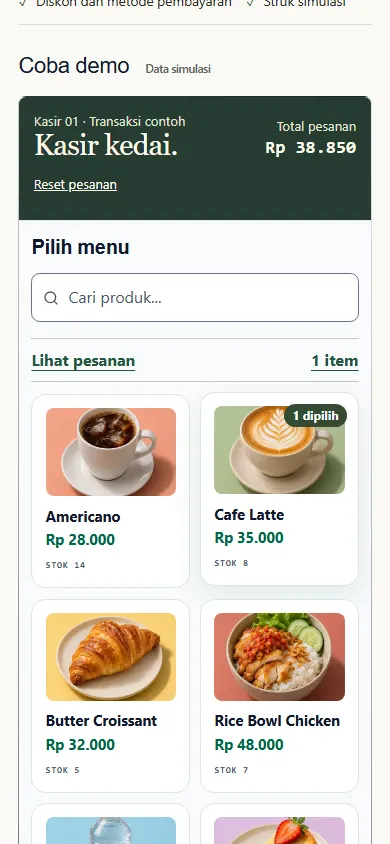 ✓ Diskon dan metode pembayaran ✓ Struk simulasi
Coba demo Data simulasi
Kasir 01 · Transaksi contoh
Kasir kedai.
Total pesanan
Rp 38.850
Reset pesanan
Pilih menu
Cari produk...
Lihat pesanan 1 item
1 dipilih
Americano
Rp 28.000
STOK 14
Cafe Latte
Rp 35.000
STOK 8
Butter Croissant
Rp 32.000
STOK 5
Rice Bowl Chicken
Rp 48.000
STOK 7